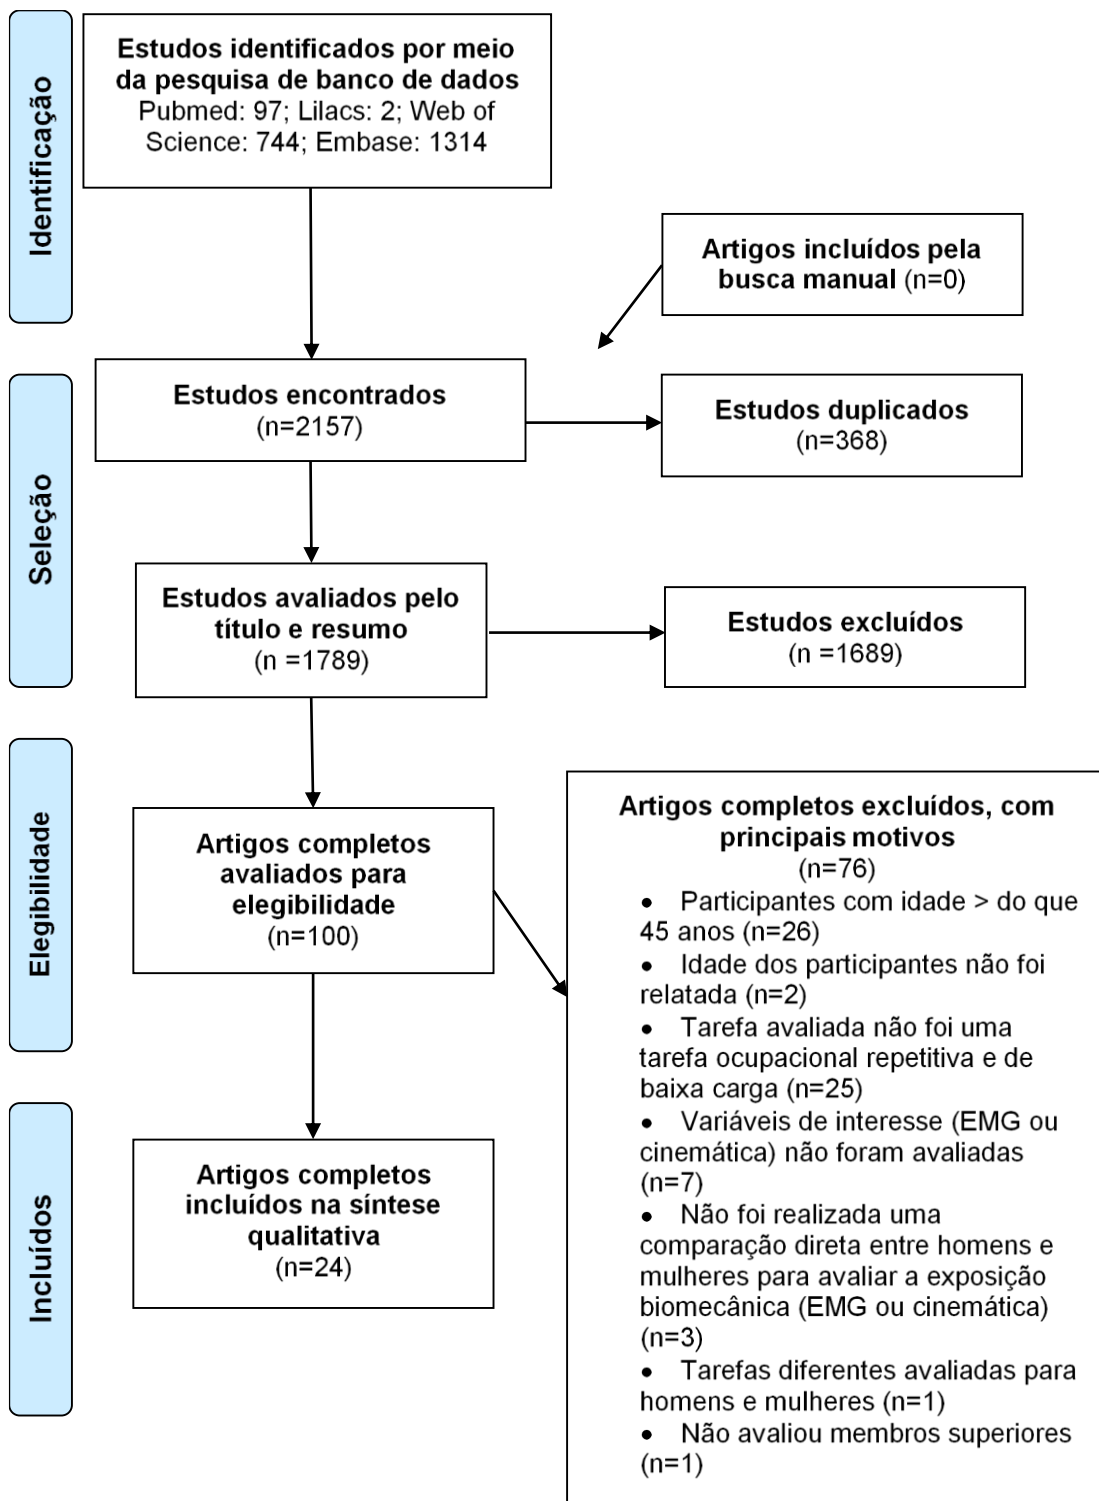 Identificação
Estudos identificados por meio
da pesquisa de banco de dados
Pubmed: 97; Lilacs: 2; Web of
Science: 744; Embase: 1314
Artigos incluídos pela
busca manual (n=0)
Seleção
Estudos encontrados
(n=2157)
Estudos duplicados
(n=368)
Estudos avaliados pelo
título e resumo
(n =1789)
Estudos excluídos
(n =1689)
Elegibilidade
Artigos completos
avaliados para
elegibilidade
(n=100)
Artigos completos excluídos, com
principais motivos
(n=76)
• Participantes com idade > do que
45 anos (n=26)
• Idade dos participantes não foi
relatada (n=2)
• Tarefa avaliada não foi uma
tarefa ocupacional repetitiva e de
baixa carga (n=25)
• Variáveis de interesse (EMG ou
cinemática) não foram avaliadas
(n=7)
• Não foi realizada uma
comparação direta entre homens e
mulheres para avaliar a exposição
biomecânica (EMG ou cinemática)
(n=3)
• Tarefas diferentes avaliadas para
homens e mulheres (n=1)
• Não avaliou membros superiores
(n=1)
Incluídos
Artigos completos
incluídos na síntese
qualitativa
(n=24)